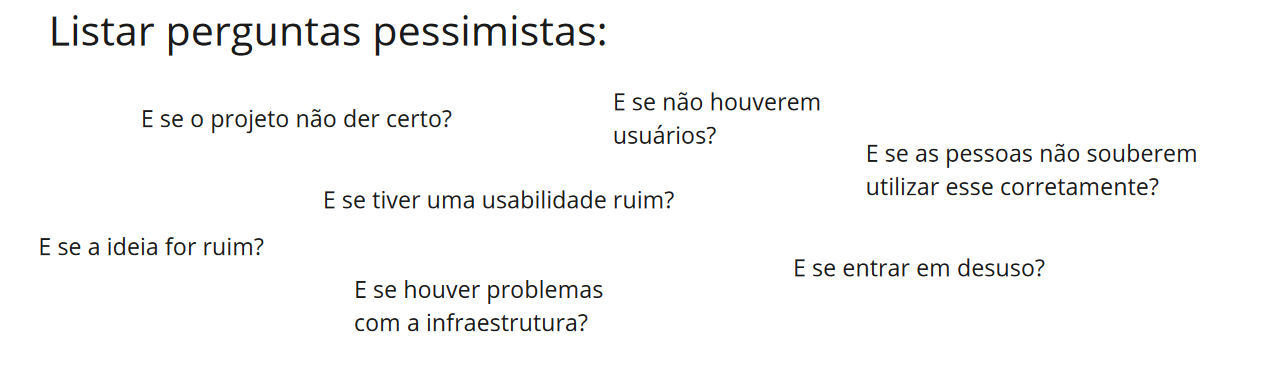 Listar perguntas pessimistas:
E se o projeto não der certo?
E se não houverem
usuários?
E se as pessoas não souberem
utilizar esse corretamente?
E se tiver uma usabilidade ruim?
E se a ideia for ruim?
E se houver problemas
com a infraestrutura?
E se entrar em desuso?